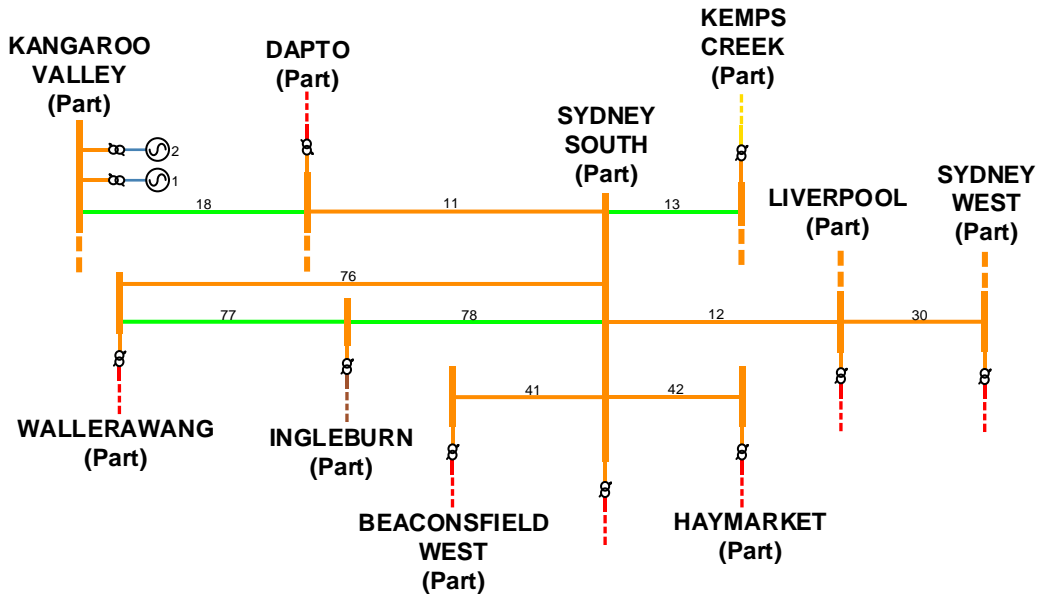 KANGAROO
VALLEY
(Part)
DAPTO
(Part)
KEMPS
CREEK
(Part)
SYDNEY
SOUTH
(Part)
LIVERPOOL
(Part)
SYDNEY
WEST
(Part)
2
1
18
11
13
76
77
78
12
30
41
42
WALLERAWANG
(Part)
INGLEBURN
(Part)
BEACONSFIELD
WEST
(Part)
HAYMARKET
(Part)